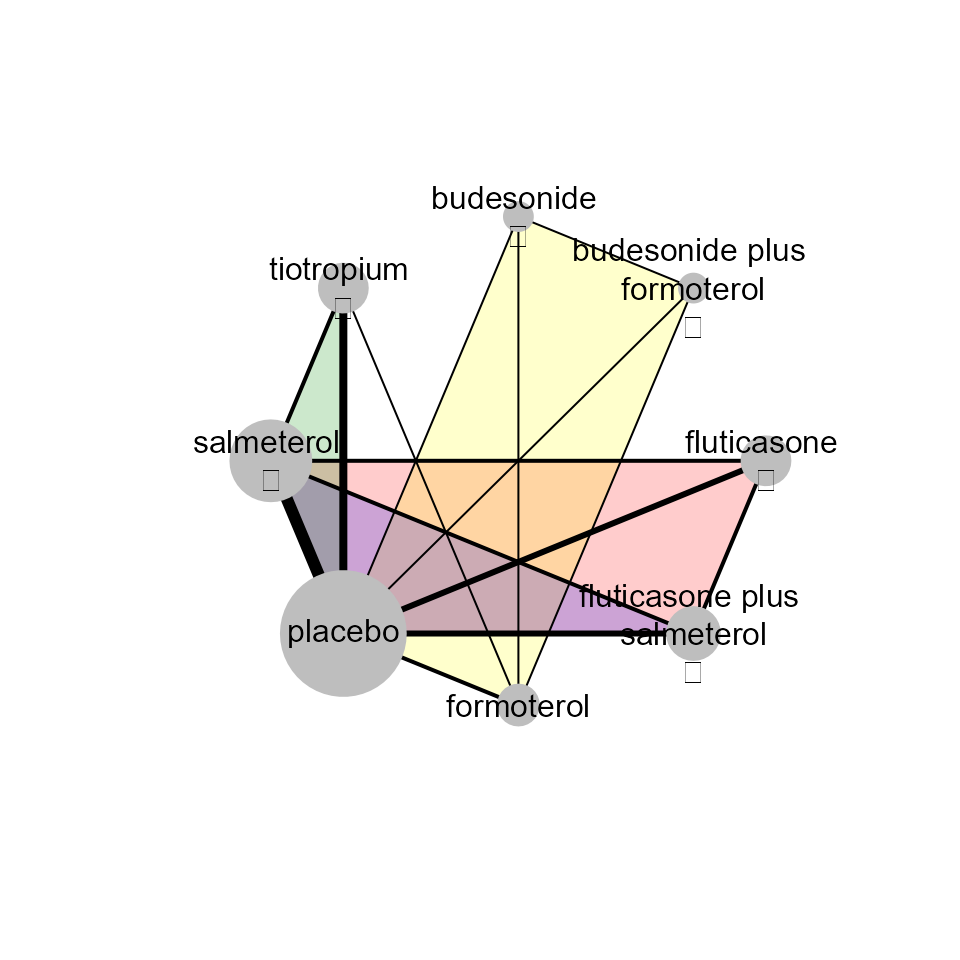 budesonide
budesonide plus
formoterol
tiotropium
salmeterol
fluticasone
fluticasone plus
salmeterol
placebo
formoterol